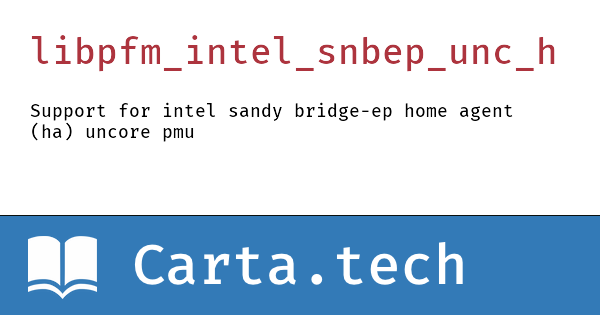 libpfm_intel_snbep_unc_h
Support for intel sandy bridge-ep home agent
(ha) uncore pmu
Carta.tech